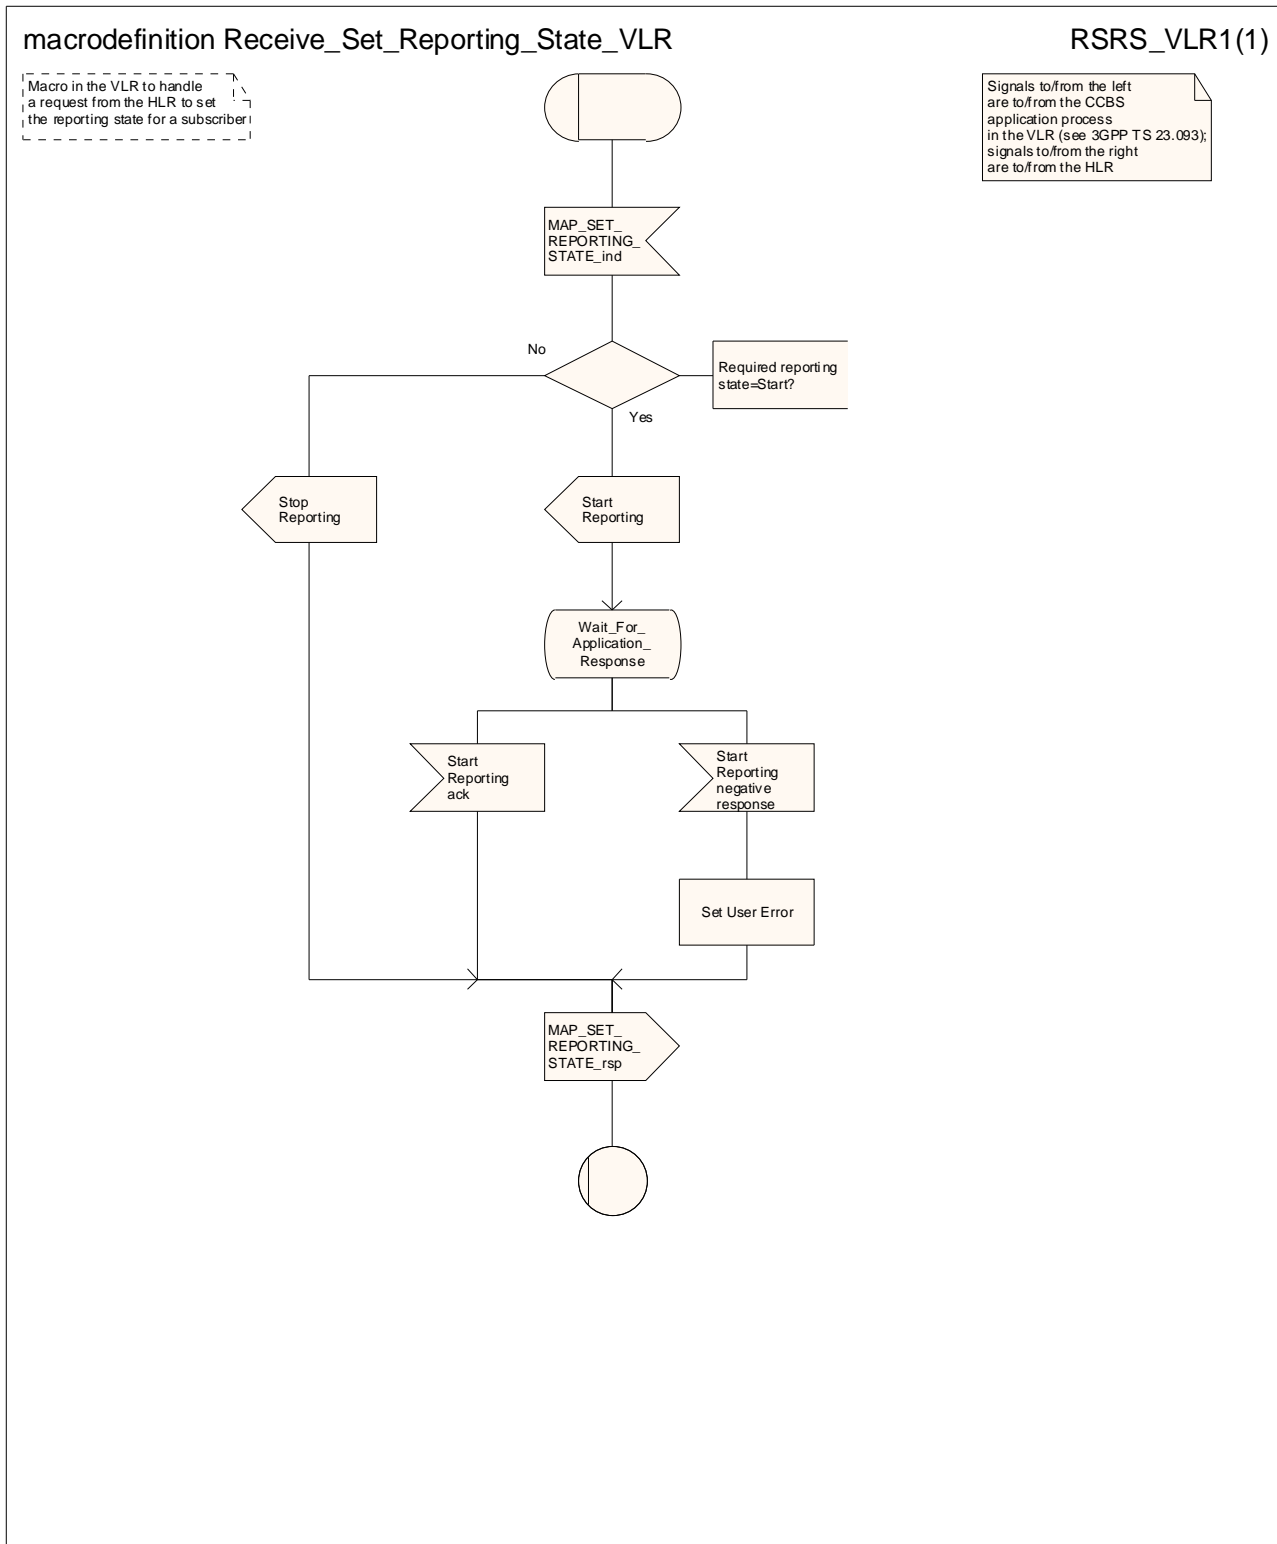 macrodefinition Receive_Set_Reporting_State_VLR
RSRS_VLR1(1)
Macro in the VLR to handle
a request from the HLR to set
the reporting state for a subscriber
Signals to/from the left
are to/from the CCBS
application process
in the VLR (see 3GPP TS 23.093);
signals to/from the right
are to/from the HLR
MAP_SET_
REPORTING_
STATE_ind
No
Required reporting
state=Start?
Yes
Stop
Reporting
Start
Reporting
Wait_For_
Application_
Response
Start
Reporting
ack
Start
Reporting
negative
response
Set User Error
MAP_SET_
REPORTING_
STATE_rsp